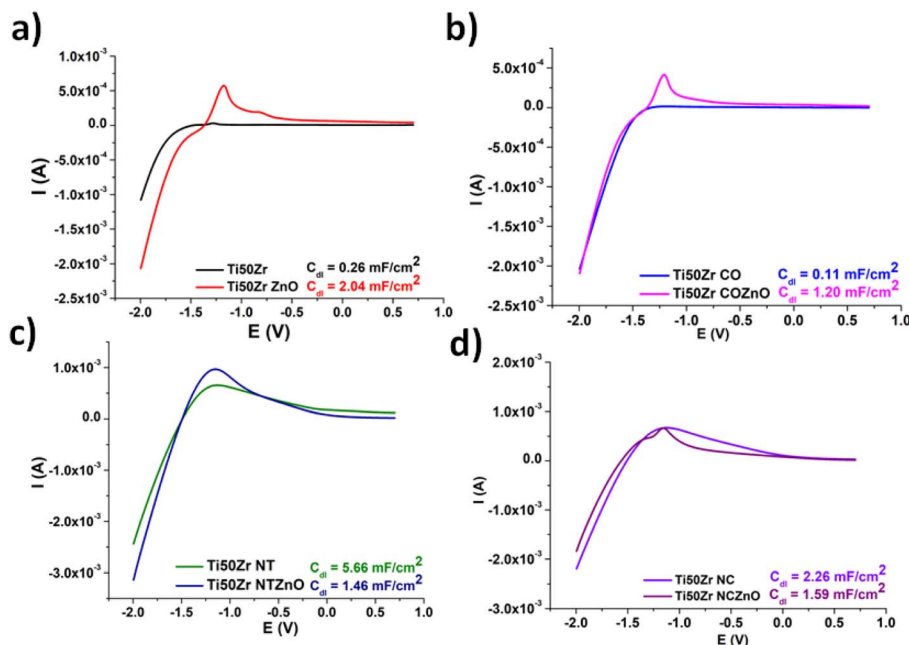 a)
1.0x10⁻³
5.0x10⁻⁴
0.0
-5.0x10⁻⁴
-1.0x10⁻³
-1.5x10⁻³
-2.0x10⁻³
-2.5x10⁻³
I (A)
Ti50Zr C_dl = 0.26 mF/cm²
Ti50Zr ZnO C_dl = 2.04 mF/cm²
-2.0 -1.5 -1.0 -0.5 0.0 0.5 1.0
E (V)
b)
1.0x10⁻³
5.0x10⁻⁴
0.0
-5.0x10⁻⁴
-1.0x10⁻³
-1.5x10⁻³
-2.0x10⁻³
-2.5x10⁻³
I (A)
Ti50Zr CO C_dl = 0.11 mF/cm²
Ti50Zr COZnO C_dl = 1.20 mF/cm²
-2.0 -1.5 -1.0 -0.5 0.0 0.5 1.0
E (V)
c)
1.0x10⁻³
0.0
-1.0x10⁻³
-2.0x10⁻³
-3.0x10⁻³
I (A)
Ti50Zr NT C_dl = 5.66 mF/cm²
Ti50Zr NTZnO C_dl = 1.46 mF/cm²
-2.0 -1.5 -1.0 -0.5 0.0 0.5 1.0
E (V)
d)
2.0x10⁻³
1.0x10⁻³
0.0
-1.0x10⁻³
-2.0x10⁻³
-3.0x10⁻³
I (A)
Ti50Zr NC C_dl = 2.26 mF/cm²
Ti50Zr NCZnO C_dl = 1.59 mF/cm²
-2.0 -1.5 -1.0 -0.5 0.0 0.5 1.0
E (V)